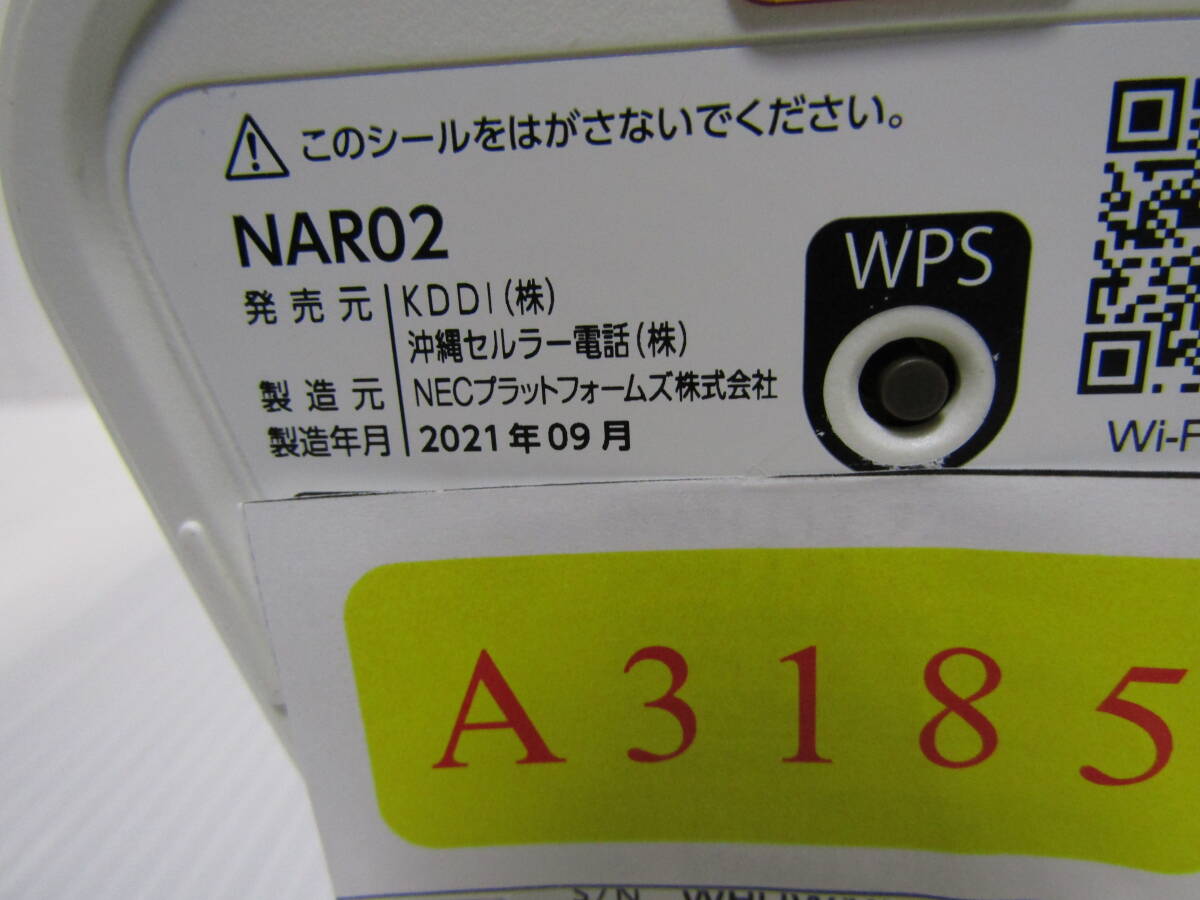 このシールをはがさないでください。
NAR02
WPS
発売元 KDDI(株)
沖縄セルラー電話(株)
製造元 NECプラットフォームズ株式会社
製造年月 2021年09月
Wi-F
A3185
S/N